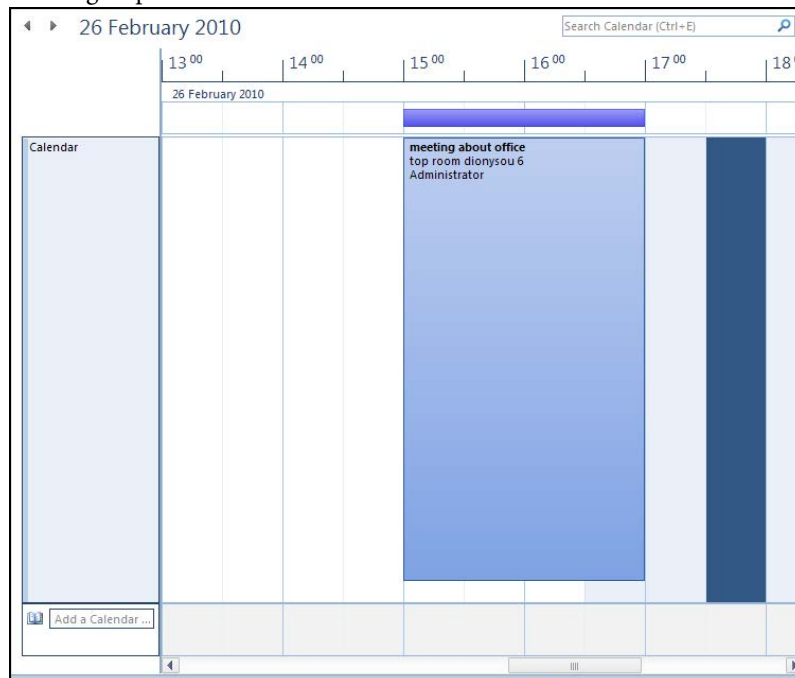 26 February 2010
Search Calendar (Ctrl+E)
13 00 14 00 15 00 16 00 17 00 18
26 February 2010
Calendar
meeting about office
top room dionysou 6
Administrator
Add a Calendar ...